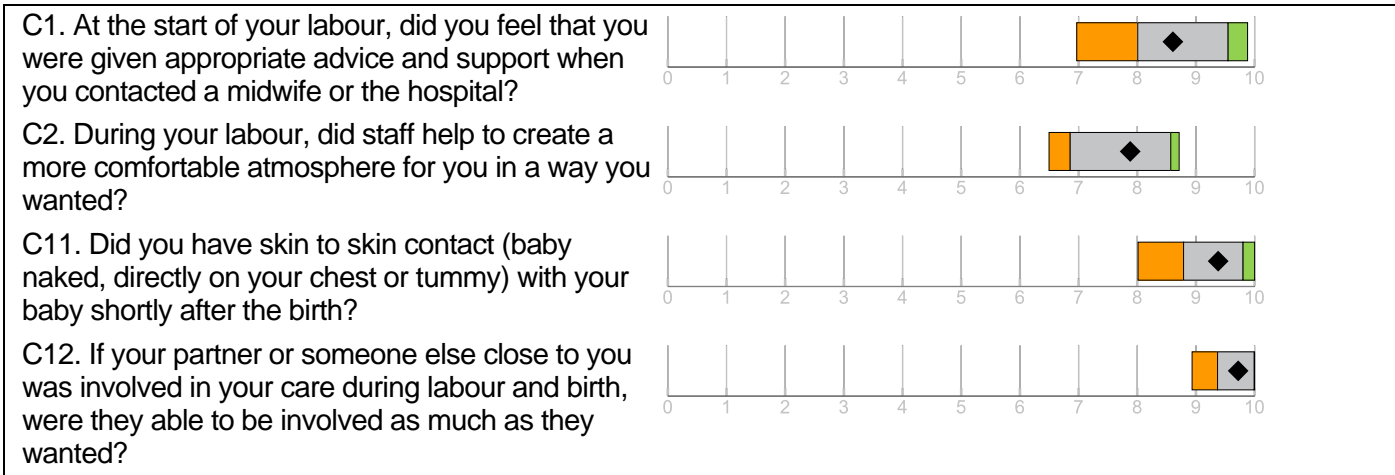 C1. At the start of your labour, did you feel that you
were given appropriate advice and support when
you contacted a midwife or the hospital?
0 1 2 3 4 5 6 7 8 9 10
C2. During your labour, did staff help to create a
more comfortable atmosphere for you in a way you
wanted?
0 1 2 3 4 5 6 7 8 9 10
C11. Did you have skin to skin contact (baby
naked, directly on your chest or tummy) with your
baby shortly after the birth?
0 1 2 3 4 5 6 7 8 9 10
C12. If your partner or someone else close to you
was involved in your care during labour and birth,
were they able to be involved as much as they
wanted?
0 1 2 3 4 5 6 7 8 9 10